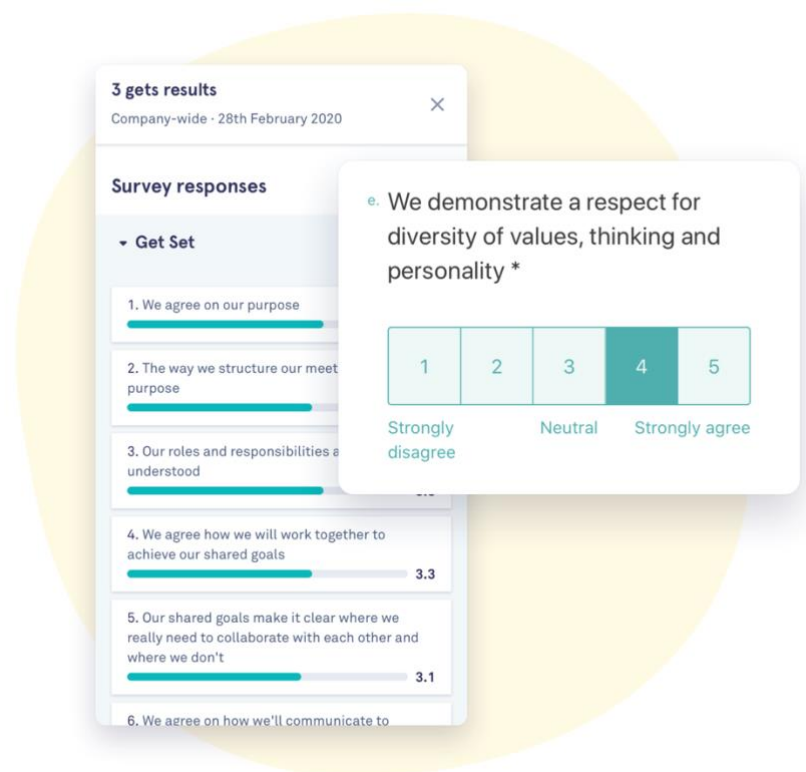 3 gets results
Company-wide · 28th February 2020
Survey responses
Get Set
1. We agree on our purpose
2. The way we structure our meet
purpose
3. Our roles and responsibilities a
understood
4. We agree how we will work together to
achieve our shared goals
3.3
5. Our shared goals make it clear where we
really need to collaborate with each other and
where we don't
3.1
6. We agree on how we'll communicate to
e. We demonstrate a respect for
diversity of values, thinking and
personality *
1 2 3 4 5
Strongly Neutral Strongly agree
disagree